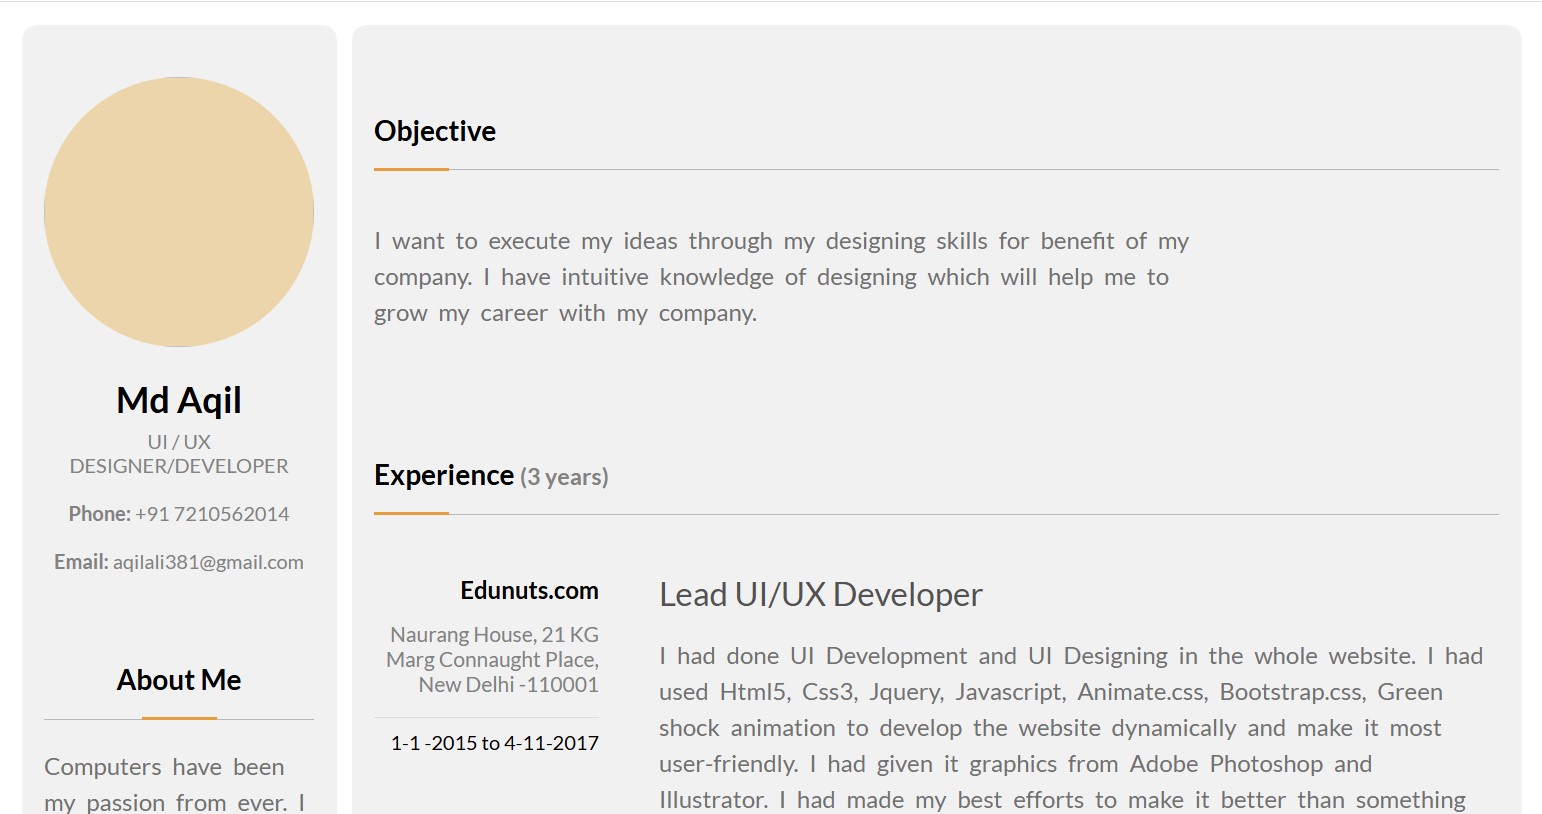 Md Aqil
UI / UX
DESIGNER/DEVELOPER
Phone: +91 7210562014
Email: aqilali381@gmail.com
About Me
Computers have been
my passion from ever. I
Objective
I want to execute my ideas through my designing skills for benefit of my
company. I have intuitive knowledge of designing which will help me to
grow my career with my company.
Experience (3 years)
Edunuts.com
Naurang House, 21 KG
Marg Connaught Place,
New Delhi -110001
1-1 -2015 to 4-11-2017
Lead UI/UX Developer
I had done UI Development and UI Designing in the whole website. I had
used Html5, Css3, Jquery, Javascript, Animate.css, Bootstrap.css, Green
shock animation to develop the website dynamically and make it most
user-friendly. I had given it graphics from Adobe Photoshop and
Illustrator. I had made my best efforts to make it better than something